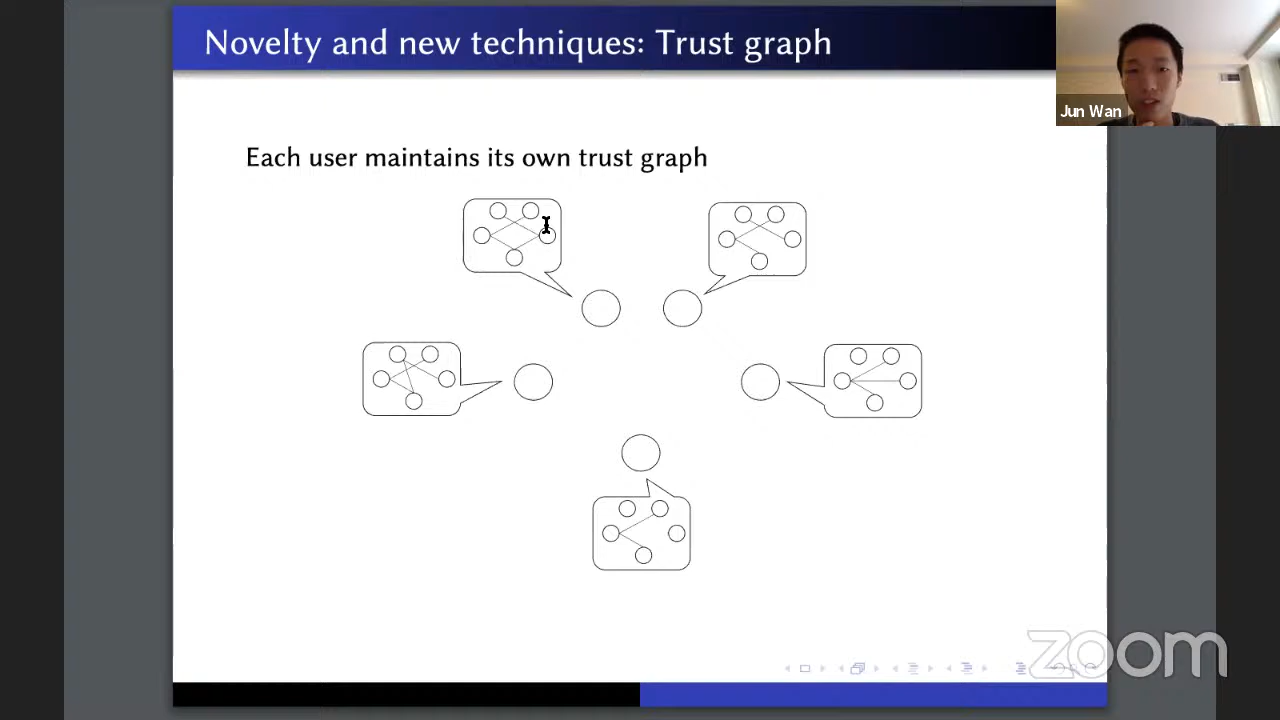 Novelty and new techniques: Trust graph
Jun Wan
Each user maintains its own trust graph
zoom